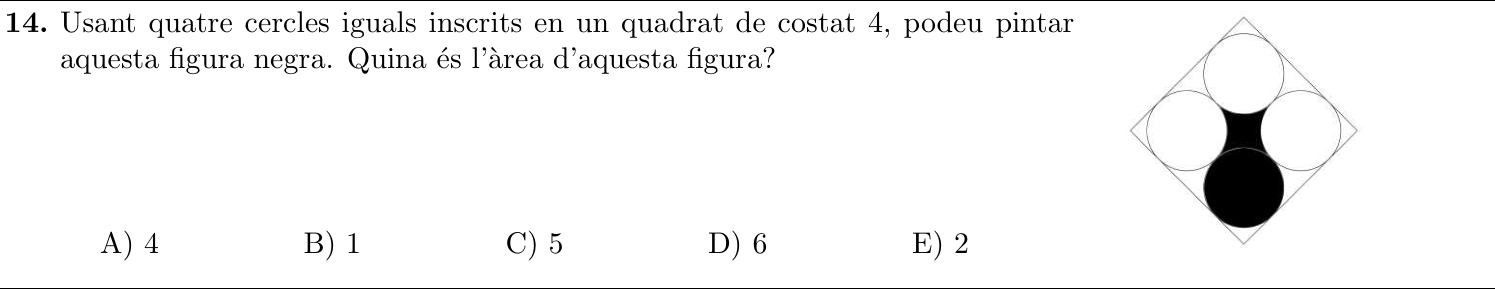 14. Usant quatre cercles iguals inscrits en un quadrat de costat 4, podeu pintar
aquesta figura negra. Quina és l'àrea d'aquesta figura?
A) 4 B) 1 C) 5 D) 6 E) 2